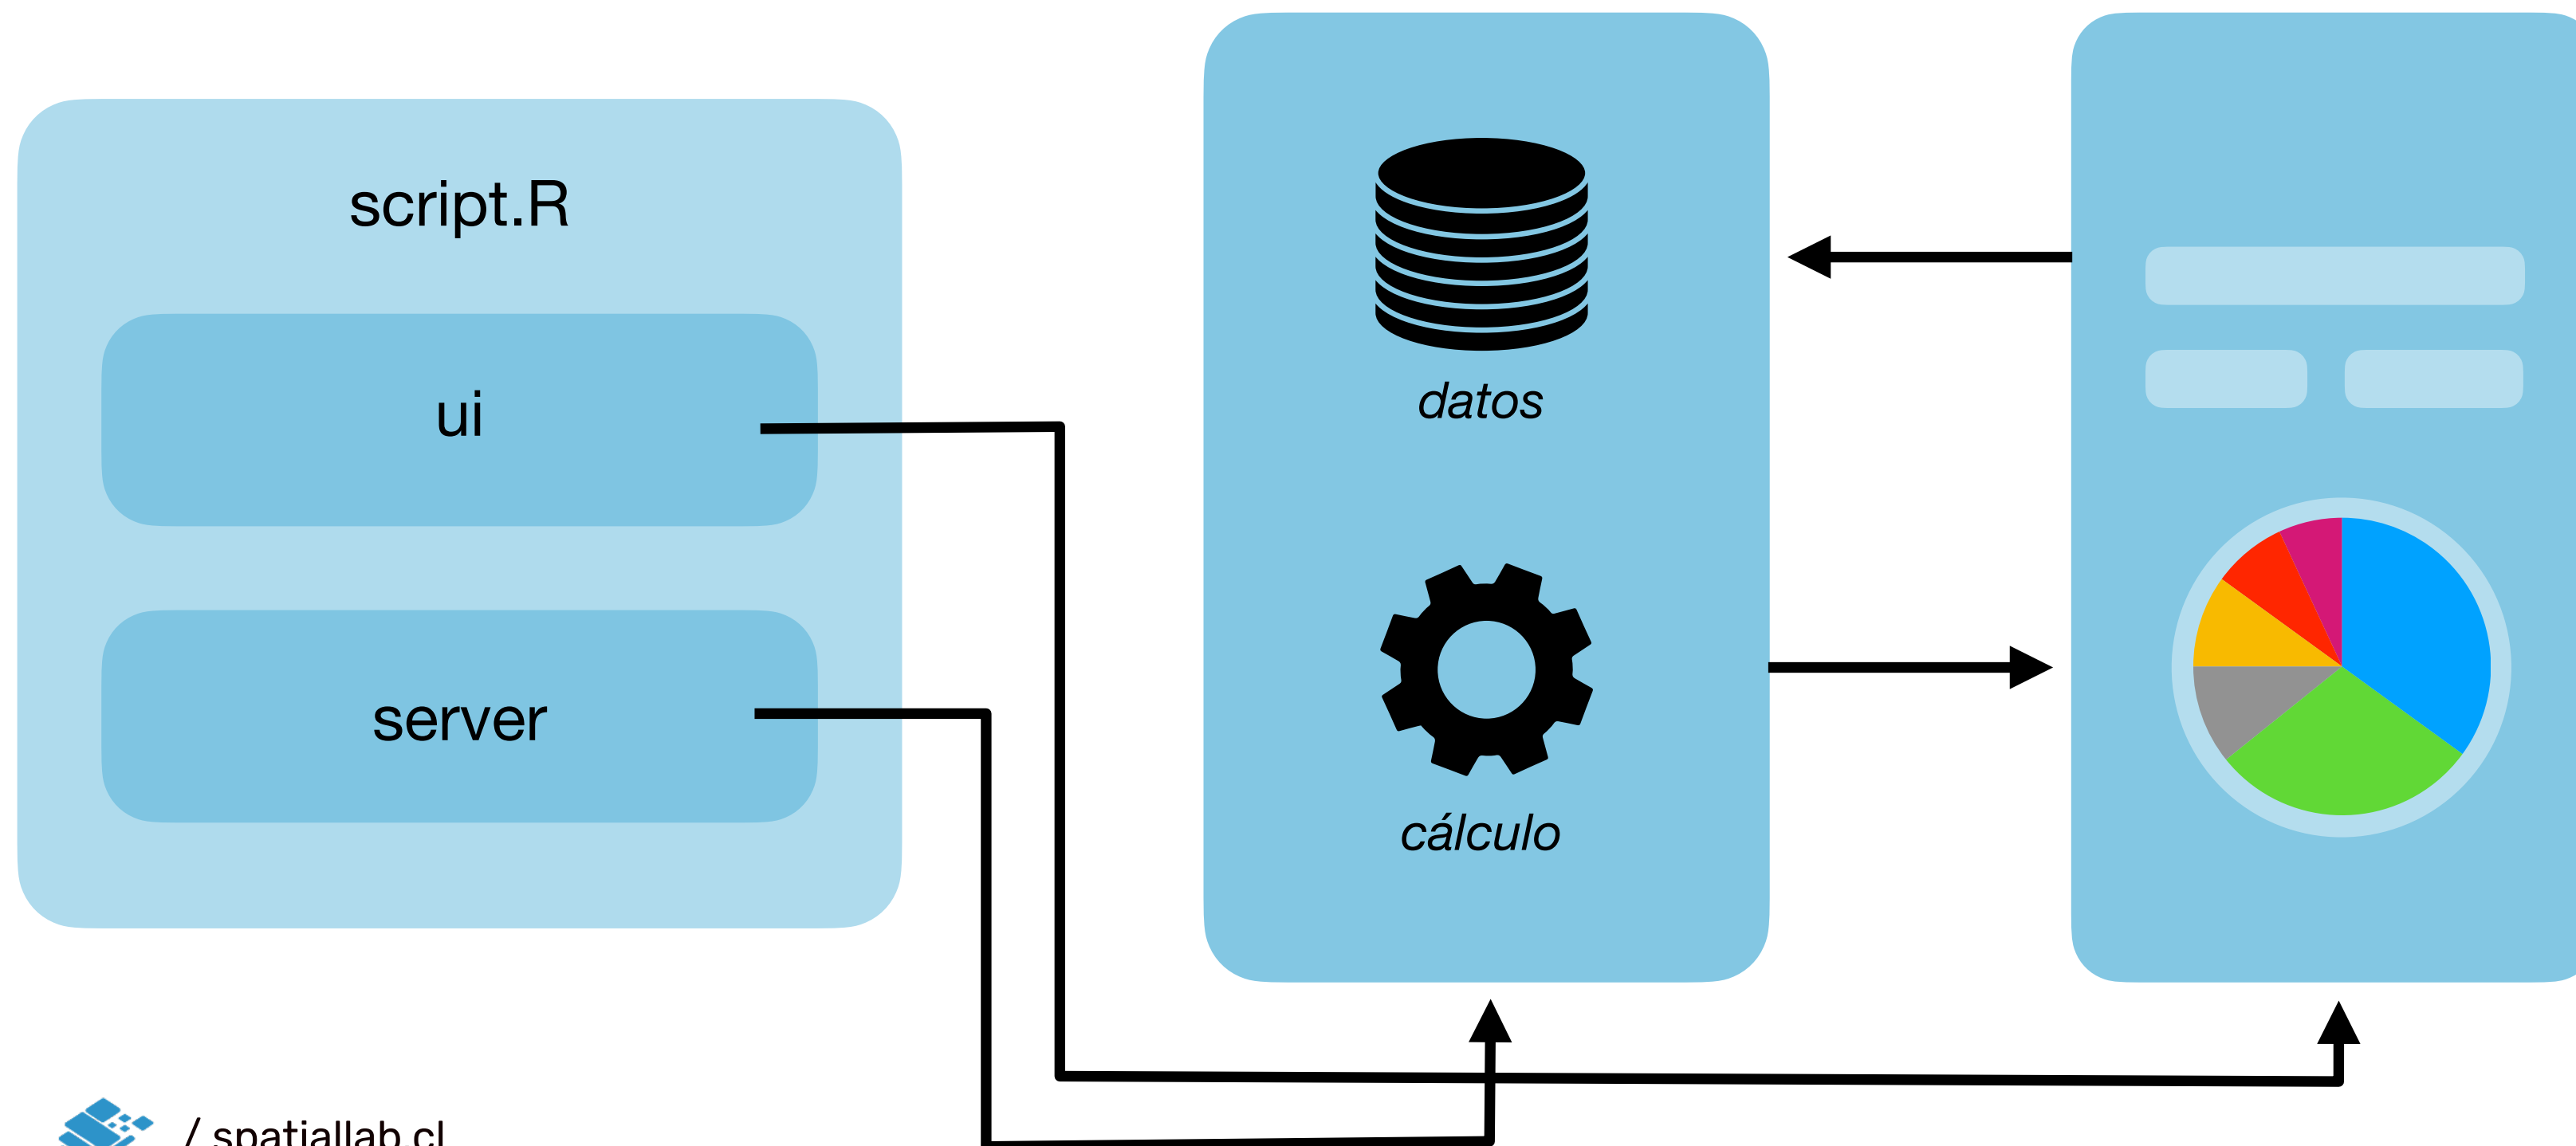 script.R
ui
server
datos
cálculo
/ spatiallab.cl